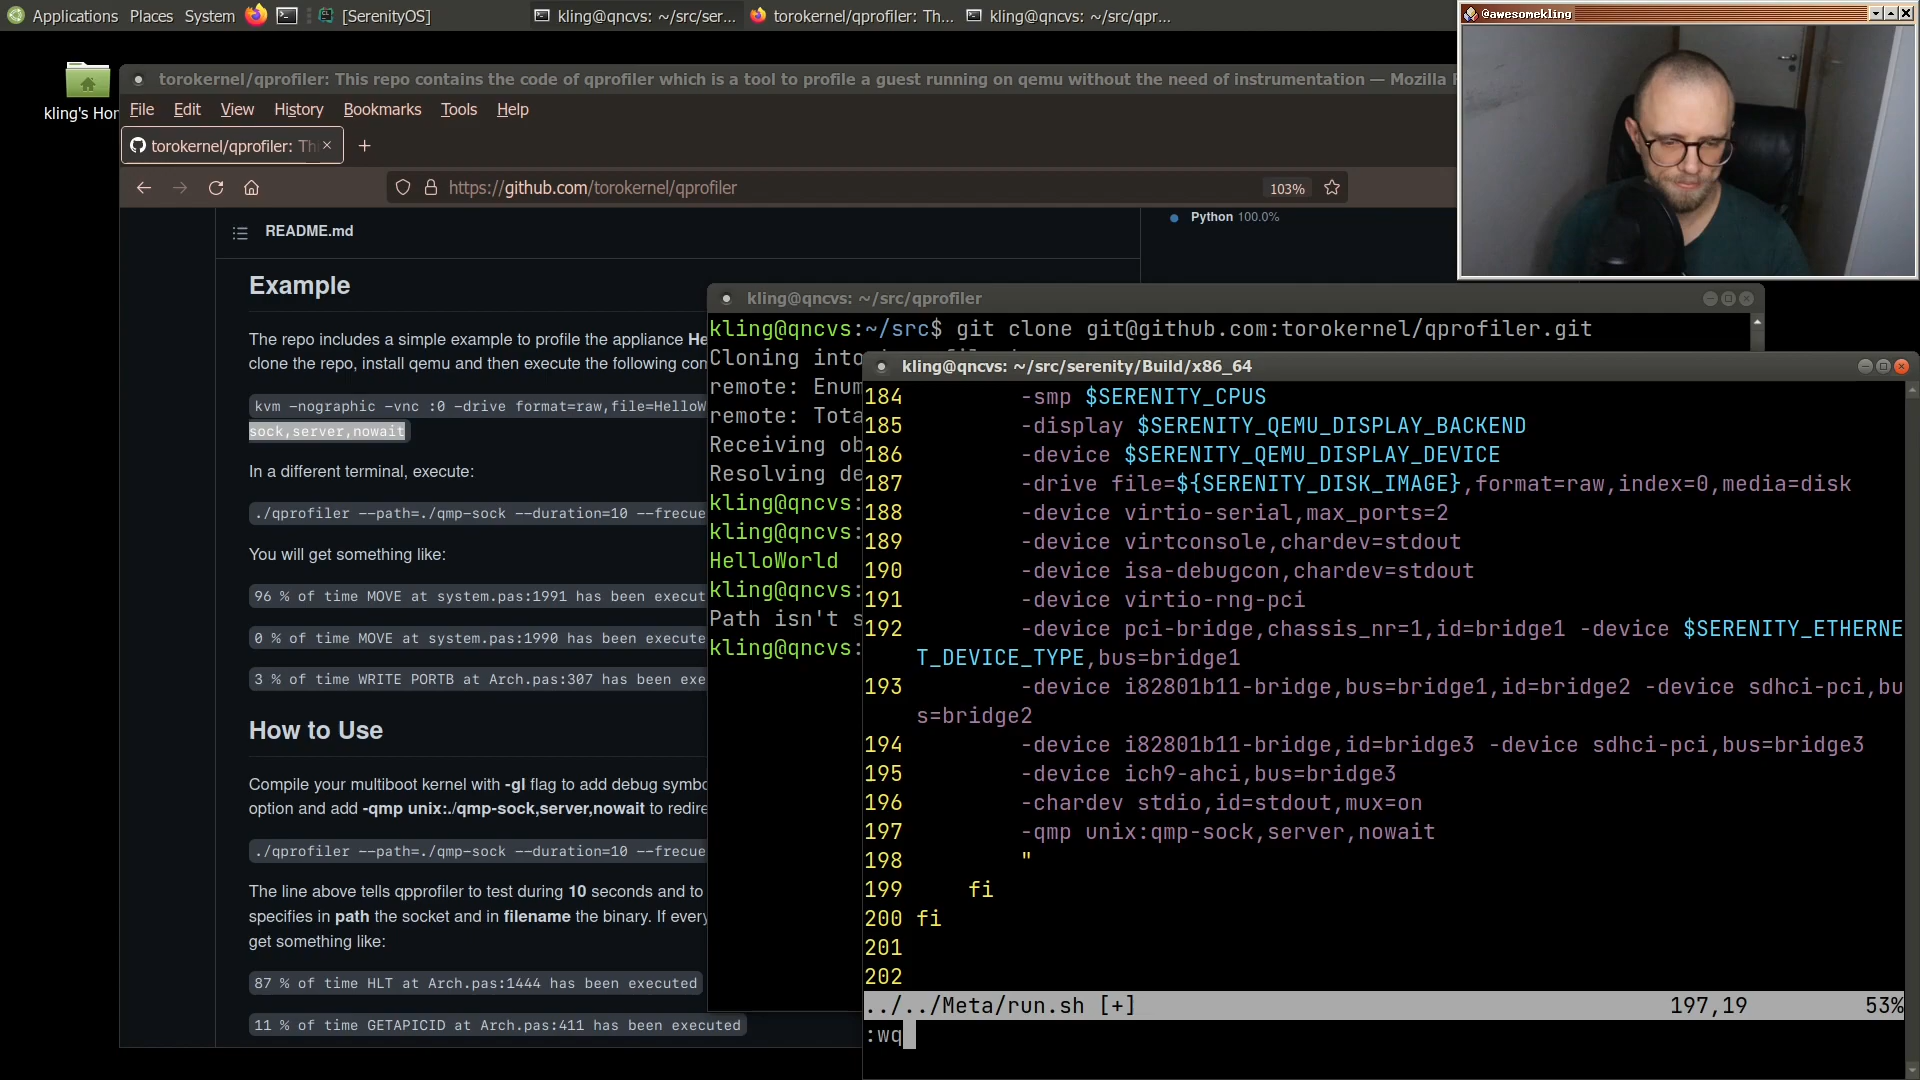 Applications Places System [SerenityOS] kling@qncvs: ~/src/ser... torokernel/qprofiler: Th... kling@qncvs: ~/src/qpr...
@awesomekling
kling's Hor
torokernel/qprofiler: This repo contains the code of qprofiler which is a tool to profile a guest running on qemu without the need of instrumentation — Mozilla F
File Edit View History Bookmarks Tools Help
torokernel/qprofiler: Th
https://github.com/torokernel/qprofiler 103%
Python 100.0%
README.md
Example
The repo includes a simple example to profile the appliance He
clone the repo, install qemu and then execute the following con
kvm -nographic -vnc :0 -drive format=raw,file=HelloW
sock,server,nowait
In a different terminal, execute:
./qprofiler --path=./qmp-sock --duration=10 --frecue
You will get something like:
96 % of time MOVE at system.pas:1991 has been execut
0 % of time MOVE at system.pas:1990 has been execute
3 % of time WRITE PORTB at Arch.pas:307 has been exe
How to Use
Compile your multiboot kernel with -gl flag to add debug symbo
option and add -qmp unix:./qmp-sock,server,nowait to redire
./qprofiler --path=./qmp-sock --duration=10 --frecue
The line above tells qpprofiler to test during 10 seconds and to
specifies in path the socket and in filename the binary. If every
get something like:
87 % of time HLT at Arch.pas:1444 has been executed
11 % of time GETAPICID at Arch.pas:411 has been executed
kling@qncvs: ~/src/qprofiler
kling@qncvs:~/src$ git clone git@github.com:torokernel/qprofiler.git
Cloning into
remote: Enum
remote: Tota
Receiving ob
Resolving de
kling@qncvs:
kling@qncvs:
HelloWorld
kling@qncvs:
Path isn't s
kling@qncvs:
kling@qncvs: ~/src/serenity/Build/x86_64
184 -smp $SERENITY_CPUS
185 -display $SERENITY_QEMU_DISPLAY_BACKEND
186 -device $SERENITY_QEMU_DISPLAY_DEVICE
187 -drive file=${SERENITY_DISK_IMAGE},format=raw,index=0,media=disk
188 -device virtio-serial,max_ports=2
189 -device virtconsole,chardev=stdout
190 -device isa-debugcon,chardev=stdout
191 -device virtio-rng-pci
192 -device pci-bridge,chassis_nr=1,id=bridge1 -device $SERENITY_ETHERNE
T_DEVICE_TYPE,bus=bridge1
193 -device i82801b11-bridge,bus=bridge1,id=bridge2 -device sdhci-pci,bu
s=bridge2
194 -device i82801b11-bridge,id=bridge3 -device sdhci-pci,bus=bridge3
195 -device ich9-ahci,bus=bridge3
196 -chardev stdio,id=stdout,mux=on
197 -qmp unix:qmp-sock,server,nowait
198 "
199 fi
200 fi
201
202
../../Meta/run.sh [+] 197,19 53%
:wq